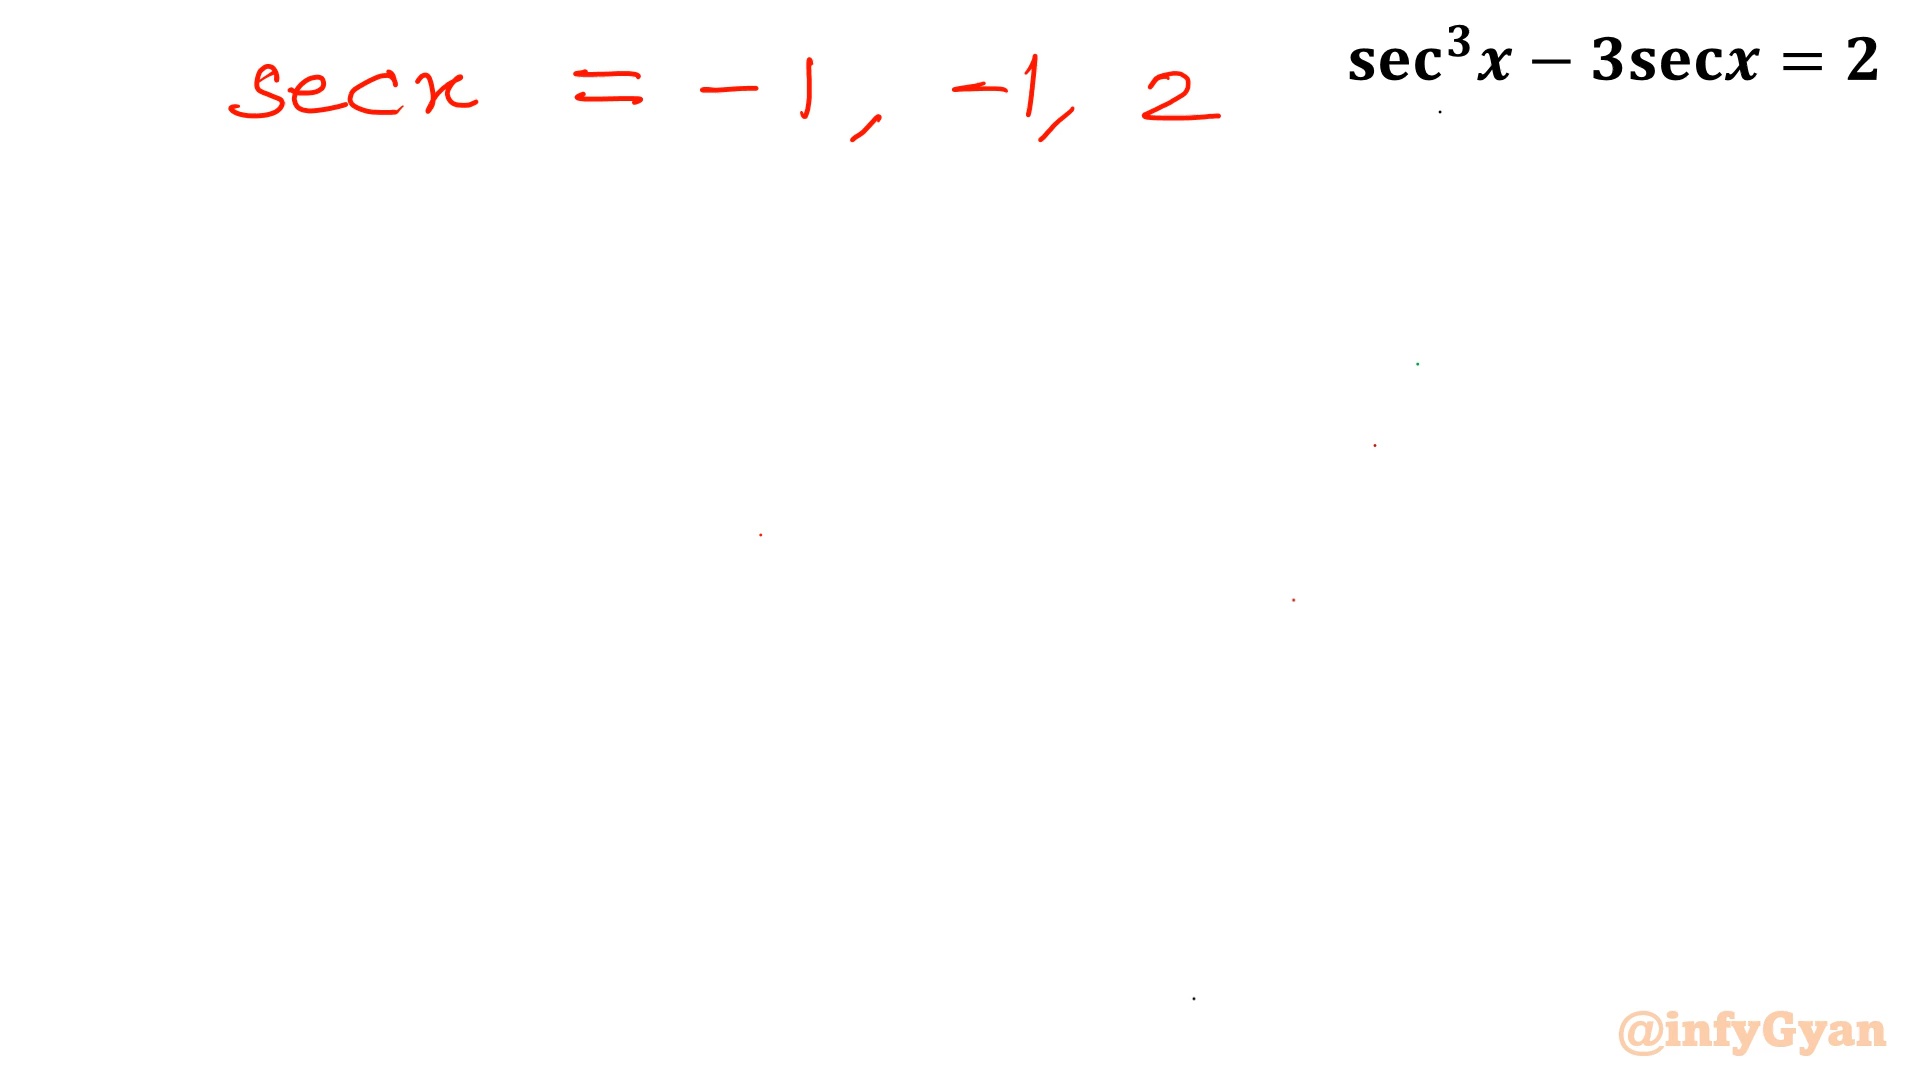 secx = -1, -1, 2
sec³x − 3secx = 2
@infyGyan